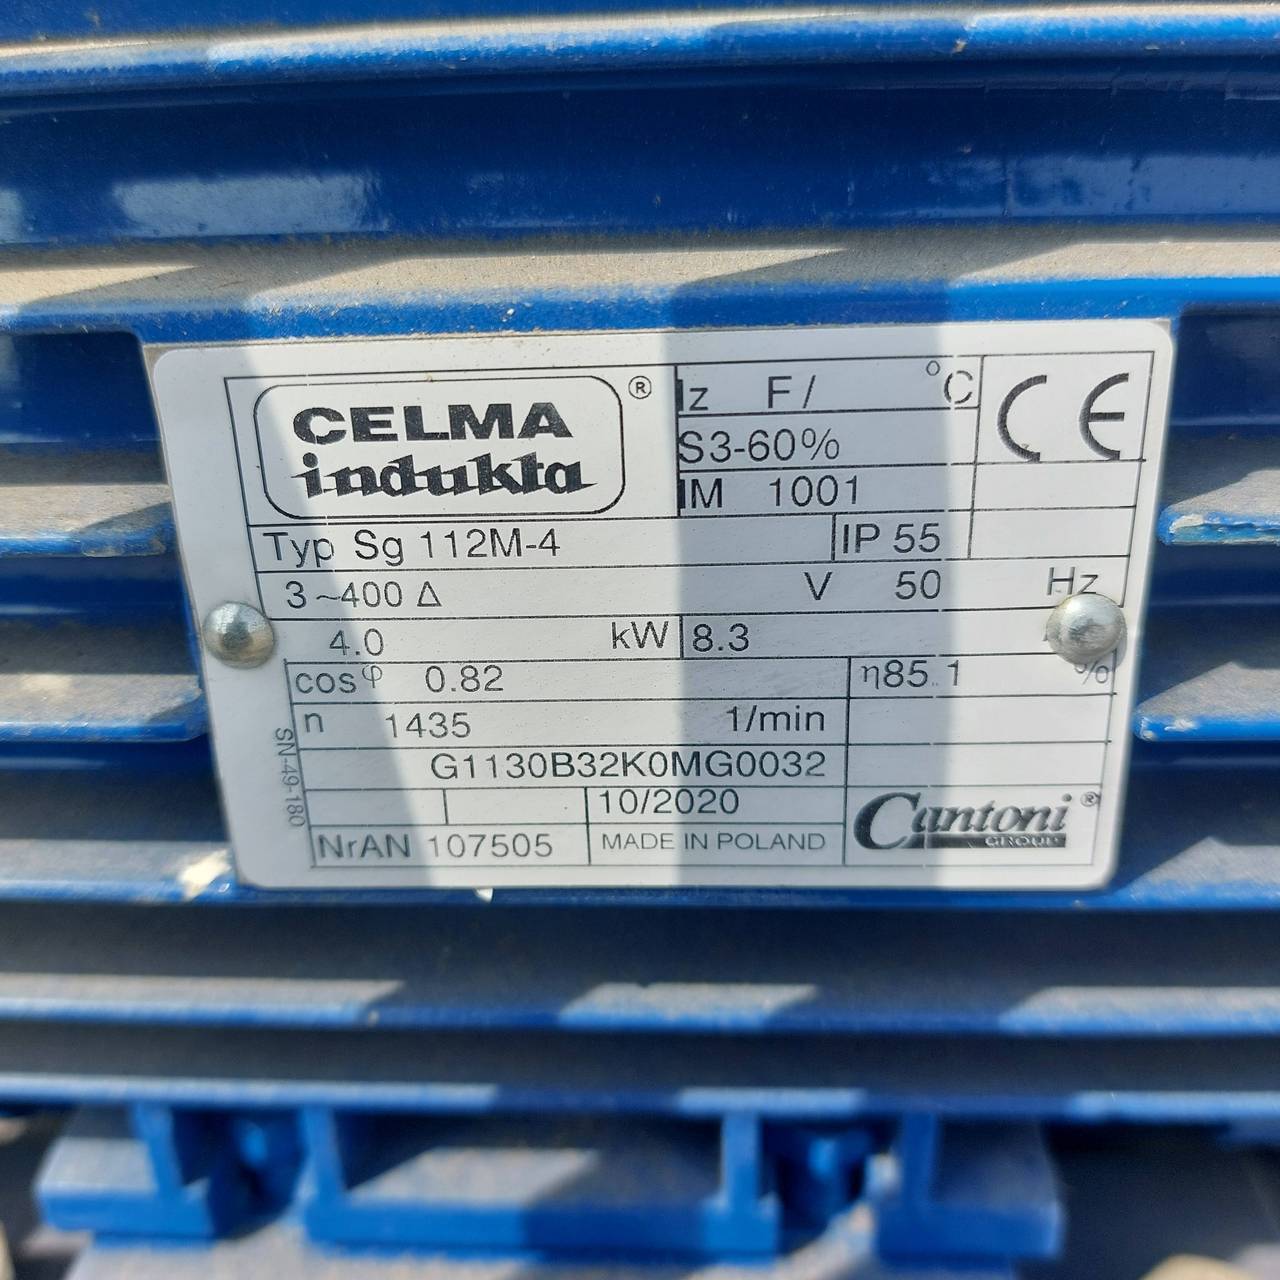 CELMA ®
indukta
Iz F/ °C
S3-60%
IM 1001
CE
Typ Sg 112M-4 IP 55
3~400 Δ V 50 Hz
4.0 kW 8.3
cosφ 0.82 η85.1 %
n 1435 1/min
G1130B32K0MG0032
10/2020
NrAN 107505 MADE IN POLAND
Cantoni ®
GROUP
SN-49-180